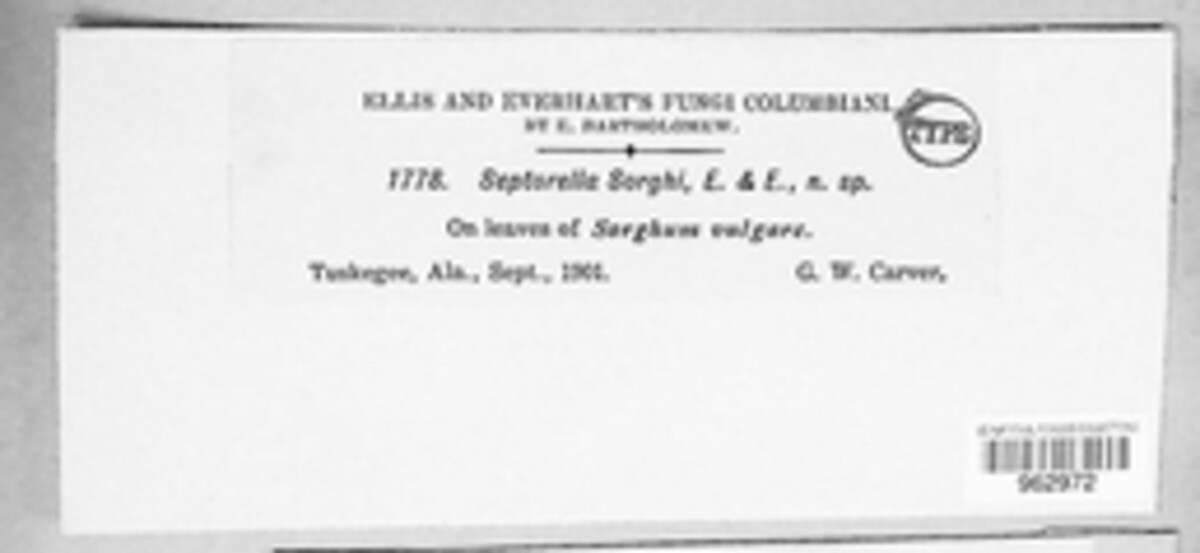 ELLIS AND EVERHART'S FUNGI COLUMBIANI.
BY E. BARTHOLOMEW.
TYPE
1778. Septorella Sorghi, E. & E., n. sp.
On leaves of Sorghum vulgare.
Tuskegee, Ala., Sept., 1901. G. W. Carver,
962972